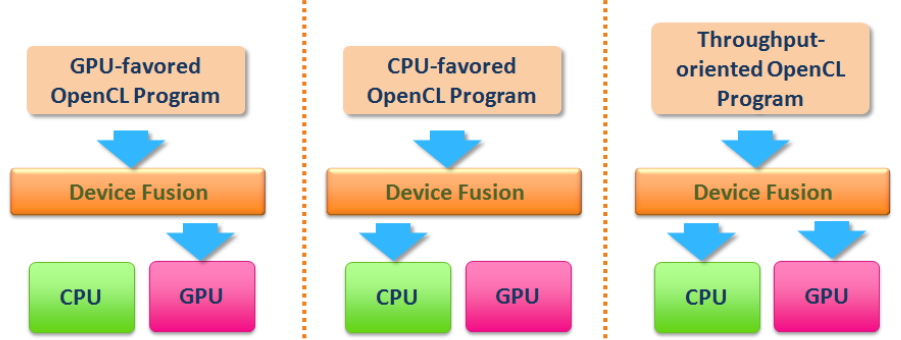 GPU-favored
OpenCL Program
Device Fusion
CPU
GPU
CPU-favored
OpenCL Program
Device Fusion
CPU
GPU
Throughput-
oriented OpenCL
Program
Device Fusion
CPU
GPU